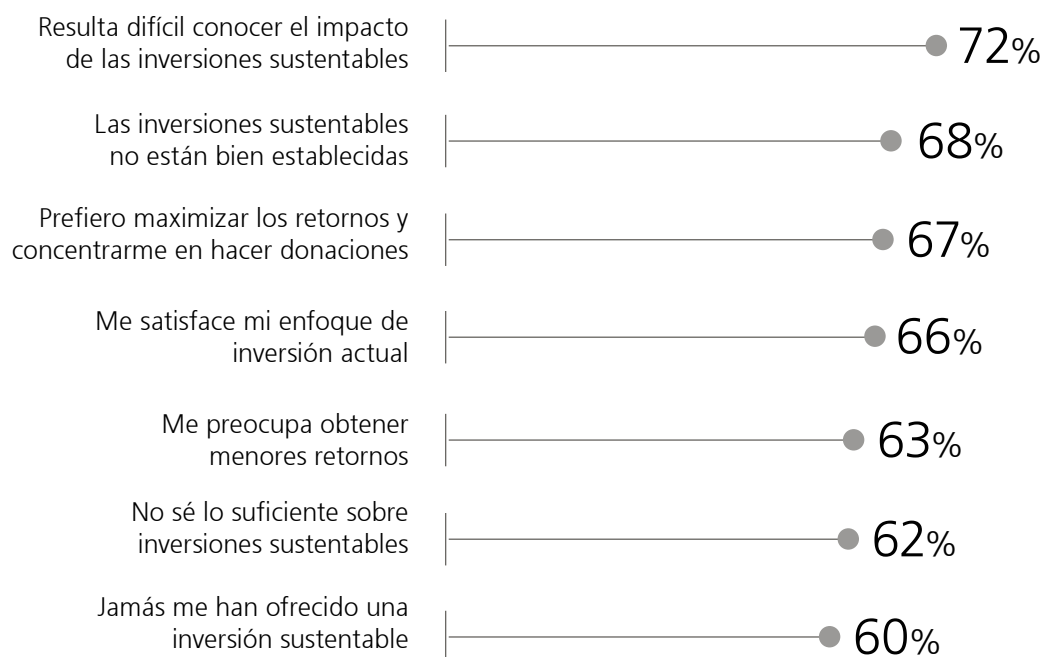 Resulta difícil conocer el impacto
de las inversiones sustentables
72%
Las inversiones sustentables
no están bien establecidas
68%
Prefiero maximizar los retornos y
concentrarme en hacer donaciones
67%
Me satisface mi enfoque de
inversión actual
66%
Me preocupa obtener
menores retornos
63%
No sé lo suficiente sobre
inversiones sustentables
62%
Jamás me han ofrecido una
inversión sustentable
60%